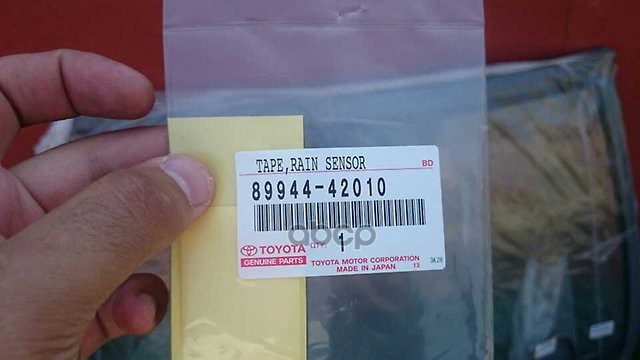 TAPE,RAIN SENSOR BD
89944-42010
TOYOTA QTY: 1
GENUINE PARTS
TOYOTA MOTOR CORPORATION
MADE IN JAPAN 13